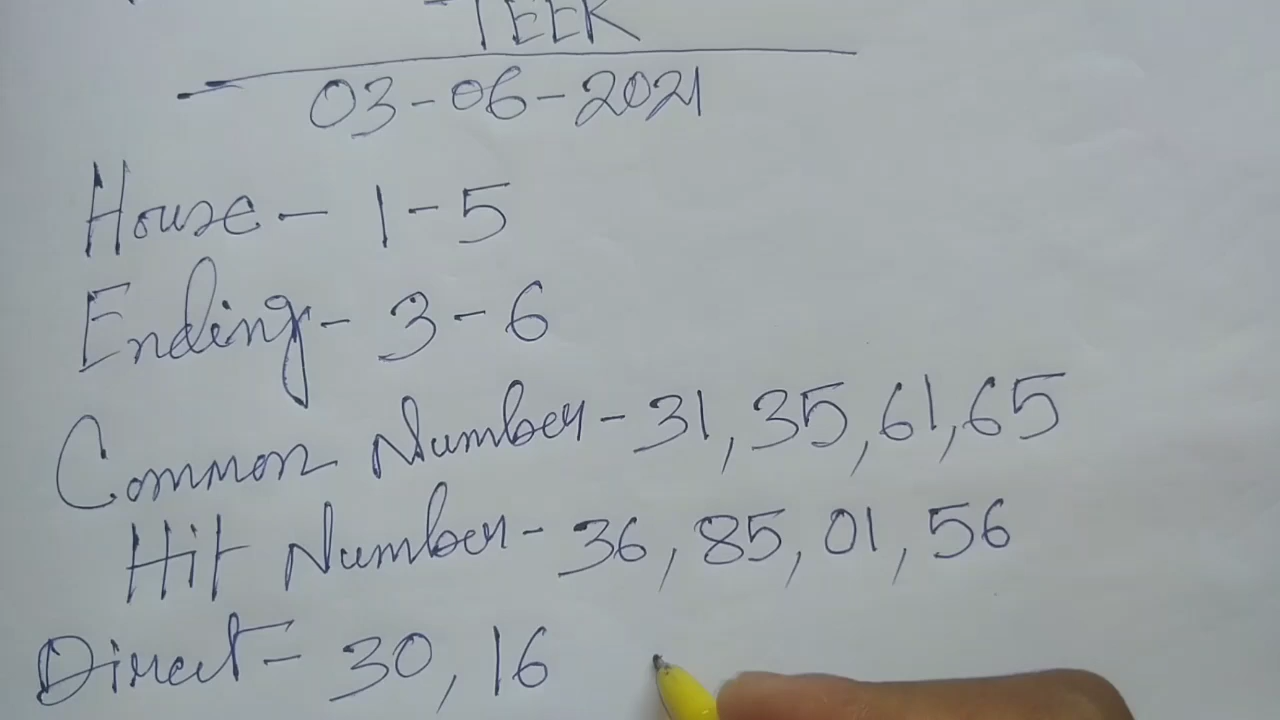 TEER
03-06-2021
House - 1-5
Ending - 3-6
Common Number - 31, 35, 61, 65
Hit Number - 36, 85, 01, 56
Direct - 30, 16